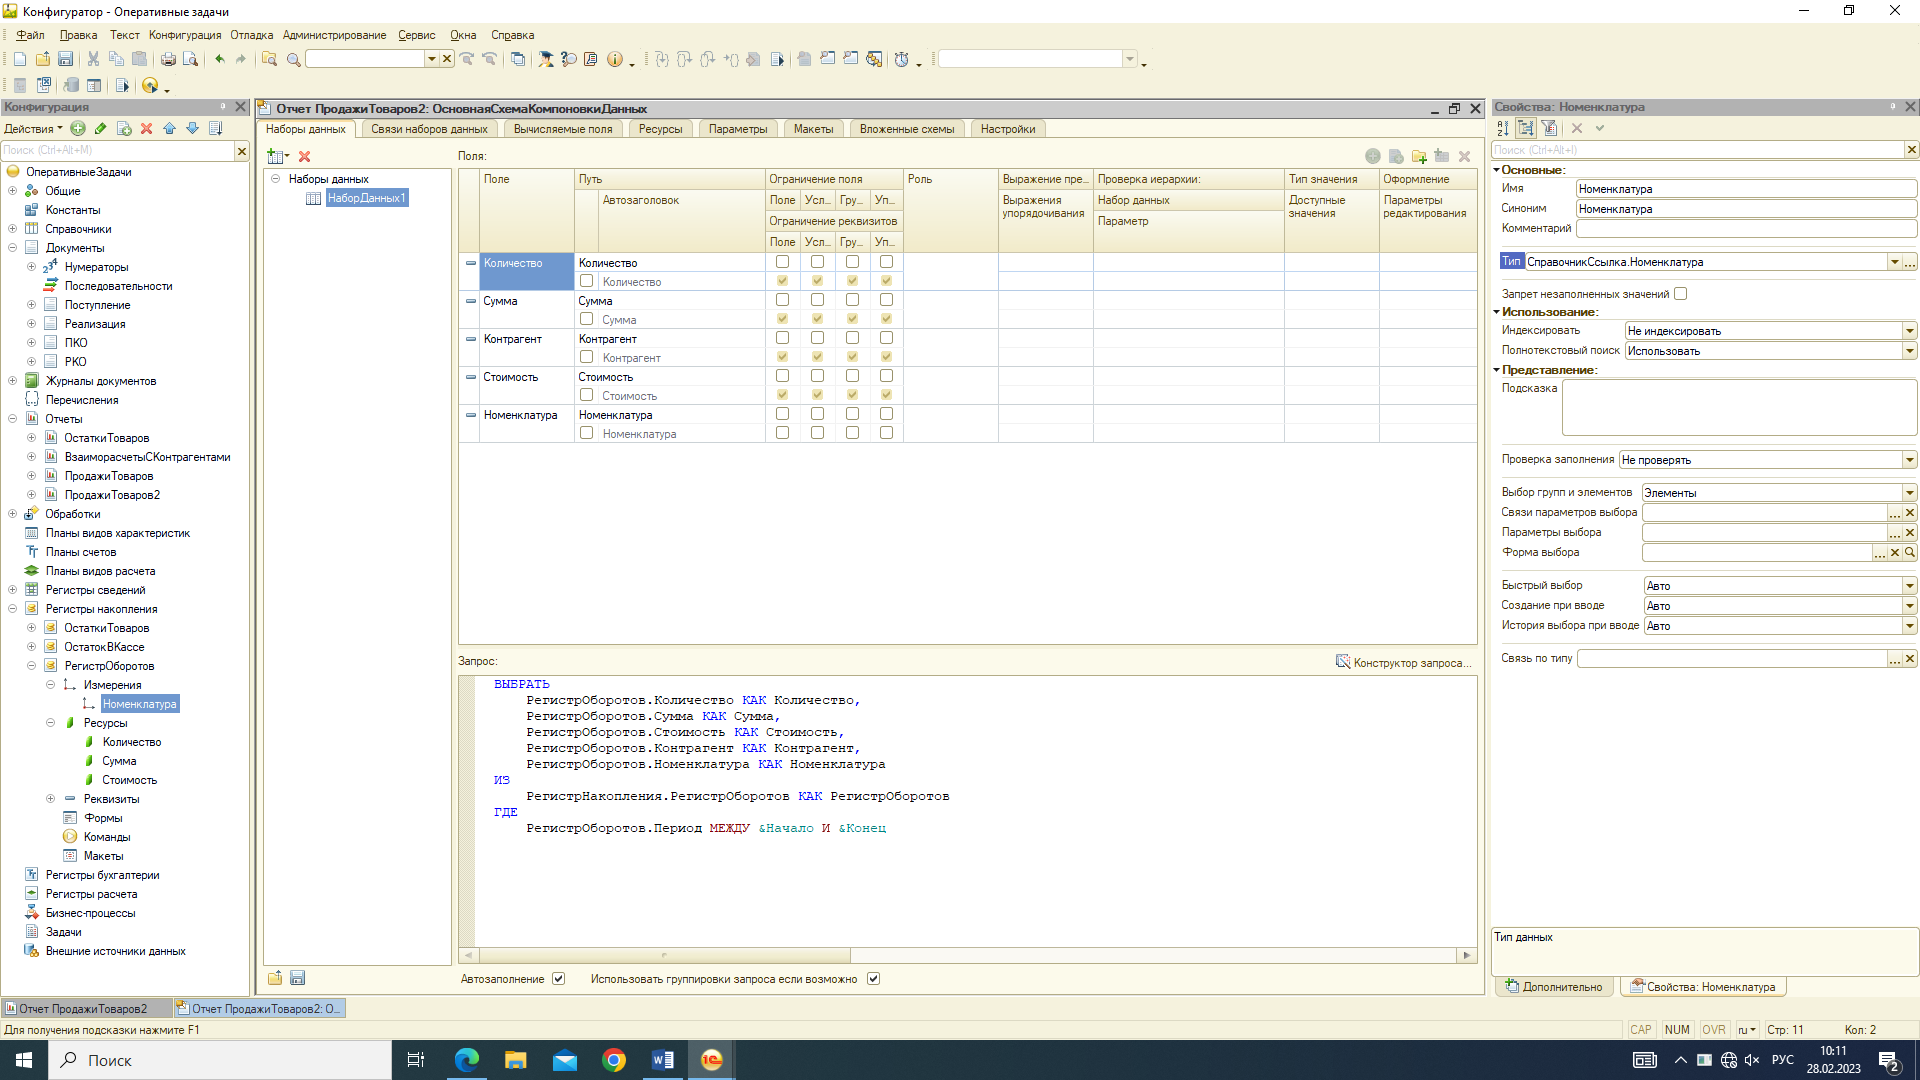 Конфигуратор - Оперативные задачи
Файл Правка Текст Конфигурация Отладка Администрирование Сервис Окна Справка
Конфигурация
Действия
Поиск (Ctrl+Alt+M)
ОперативныеЗадачи
Общие
Константы
Справочники
Документы
Нумераторы
Последовательности
Поступление
Реализация
ПКО
РКО
Журналы документов
Перечисления
Отчеты
ОстаткиТоваров
ВзаиморасчетыСКонтрагентами
ПродажиТоваров
ПродажиТоваров2
Обработки
Планы видов характеристик
Планы счетов
Планы видов расчета
Регистры сведений
Регистры накопления
ОстаткиТоваров
ОстатокВКассе
РегистрОборотов
Измерения
Номенклатура
Ресурсы
Количество
Сумма
Стоимость
Реквизиты
Формы
Команды
Макеты
Регистры бухгалтерии
Регистры расчета
Бизнес-процессы
Задачи
Внешние источники данных
Отчет ПродажиТоваров2: ОсновнаяСхемаКомпоновкиДанных
Наборы данных Связи наборов данных Вычисляемые поля Ресурсы Параметры Макеты Вложенные схемы Настройки
Наборы данных
НаборДанных1
Поля:
Поле Путь Ограничение поля Роль Выражение пре... Проверка иерархии: Тип значения Оформление
Автозаголовок Поле Усл... Гру... Уп... Выражения упорядочивания Набор данных Доступные значения Параметры редактирования
Ограничение реквизитов Параметр
Поле Усл... Гру... Уп...
Количество Количество
Количество
Сумма Сумма
Сумма
Контрагент Контрагент
Контрагент
Стоимость Стоимость
Стоимость
Номенклатура Номенклатура
Номенклатура
Запрос: Конструктор запроса...
ВЫБРАТЬ
РегистрОборотов.Количество КАК Количество,
РегистрОборотов.Сумма КАК Сумма,
РегистрОборотов.Стоимость КАК Стоимость,
РегистрОборотов.Контрагент КАК Контрагент,
РегистрОборотов.Номенклатура КАК Номенклатура
ИЗ
РегистрНакопления.РегистрОборотов КАК РегистрОборотов
ГДЕ
РегистрОборотов.Период МЕЖДУ &Начало И &Конец
Автозаполнение Использовать группировки запроса если возможно
Свойства: Номенклатура
Поиск (Ctrl+Alt+I)
Основные:
Имя Номенклатура
Синоним Номенклатура
Комментарий
Тип СправочникСсылка.Номенклатура
Запрет незаполненных значений
Использование:
Индексировать Не индексировать
Полнотекстовый поиск Использовать
Представление:
Подсказка
Проверка заполнения Не проверять
Выбор групп и элементов Элементы
Связи параметров выбора
Параметры выбора
Форма выбора
Быстрый выбор Авто
Создание при вводе Авто
История выбора при вводе Авто
Связь по типу
Тип данных
Дополнительно Свойства: Номенклатура
Отчет ПродажиТоваров2 Отчет ПродажиТоваров2: О...
Для получения подсказки нажмите F1 CAP NUM OVR ru Стр: 11 Кол: 2
Поиск РУС 10:11
28.02.2023 2